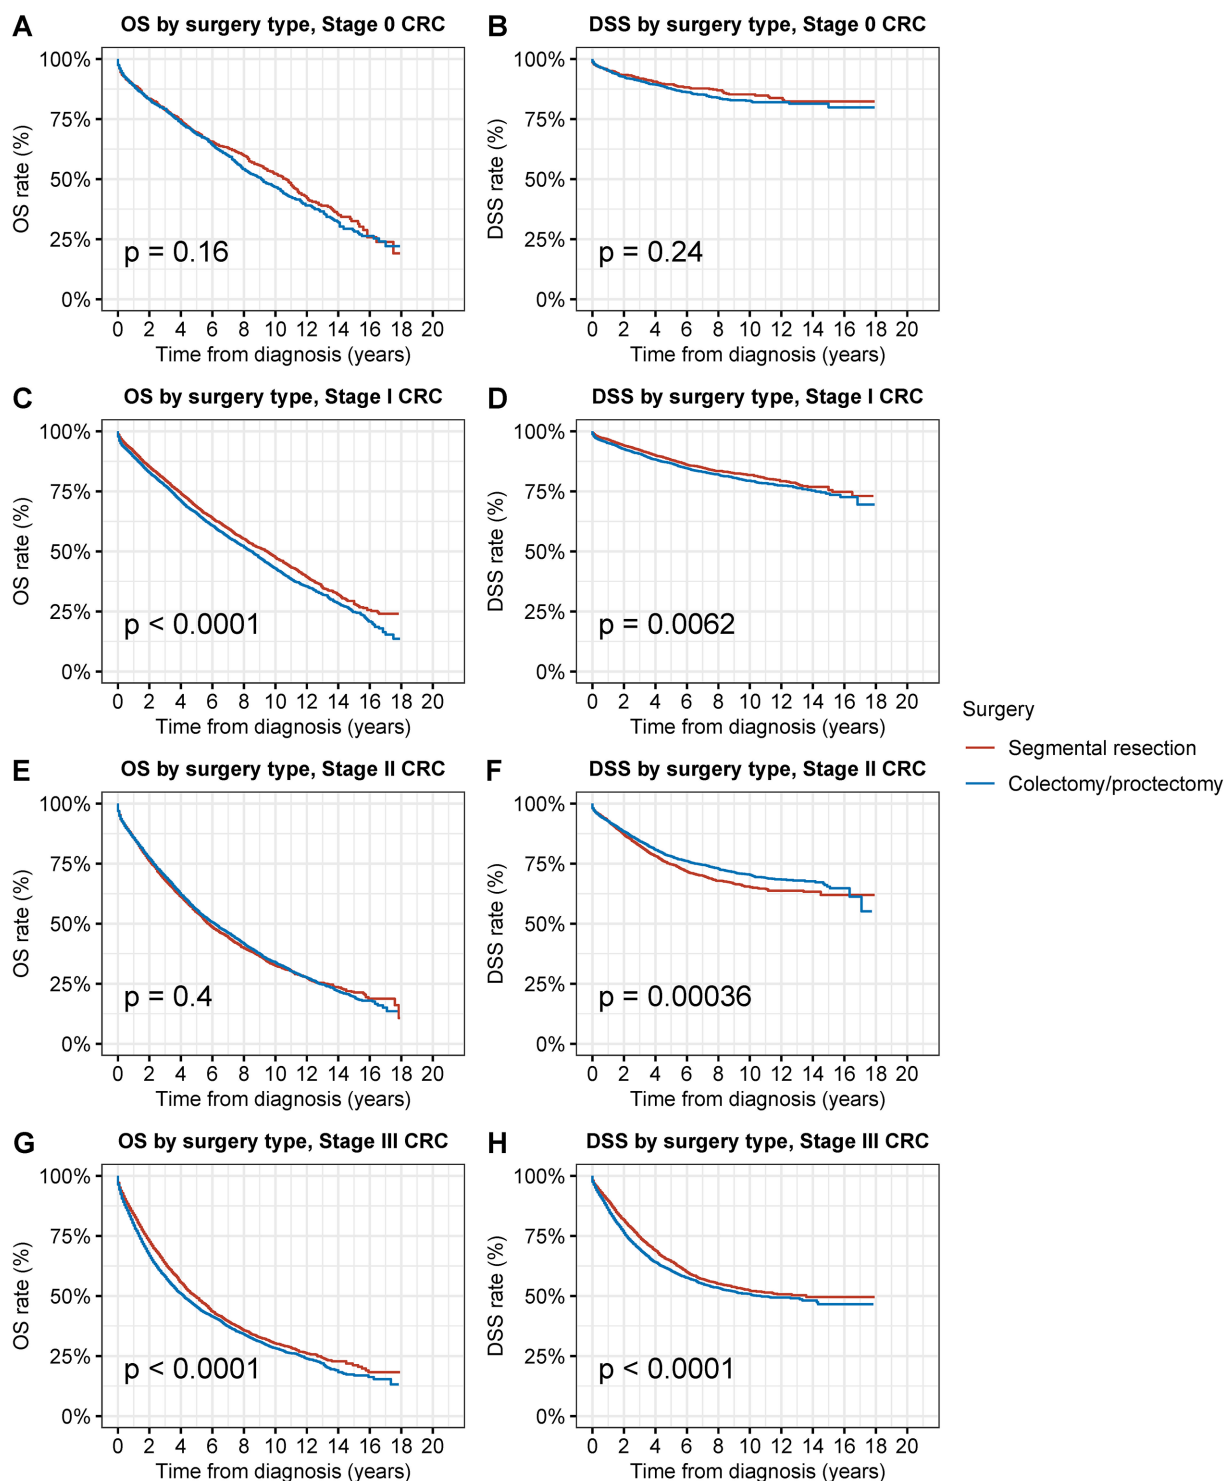 A OS by surgery type, Stage 0 CRC
OS rate (%)
100%
75%
50%
25%
0%
p = 0.16
0 2 4 6 8 10 12 14 16 18 20
Time from diagnosis (years)
B DSS by surgery type, Stage 0 CRC
DSS rate (%)
100%
75%
50%
25%
0%
p = 0.24
0 2 4 6 8 10 12 14 16 18 20
Time from diagnosis (years)
C OS by surgery type, Stage I CRC
OS rate (%)
100%
75%
50%
25%
0%
p < 0.0001
0 2 4 6 8 10 12 14 16 18 20
Time from diagnosis (years)
D DSS by surgery type, Stage I CRC
DSS rate (%)
100%
75%
50%
25%
0%
p = 0.0062
0 2 4 6 8 10 12 14 16 18 20
Time from diagnosis (years)
Surgery
Segmental resection
Colectomy/proctectomy
E OS by surgery type, Stage II CRC
OS rate (%)
100%
75%
50%
25%
0%
p = 0.4
0 2 4 6 8 10 12 14 16 18 20
Time from diagnosis (years)
F DSS by surgery type, Stage II CRC
DSS rate (%)
100%
75%
50%
25%
0%
p = 0.00036
0 2 4 6 8 10 12 14 16 18 20
Time from diagnosis (years)
G OS by surgery type, Stage III CRC
OS rate (%)
100%
75%
50%
25%
0%
p < 0.0001
0 2 4 6 8 10 12 14 16 18 20
Time from diagnosis (years)
H DSS by surgery type, Stage III CRC
DSS rate (%)
100%
75%
50%
25%
0%
p < 0.0001
0 2 4 6 8 10 12 14 16 18 20
Time from diagnosis (years)